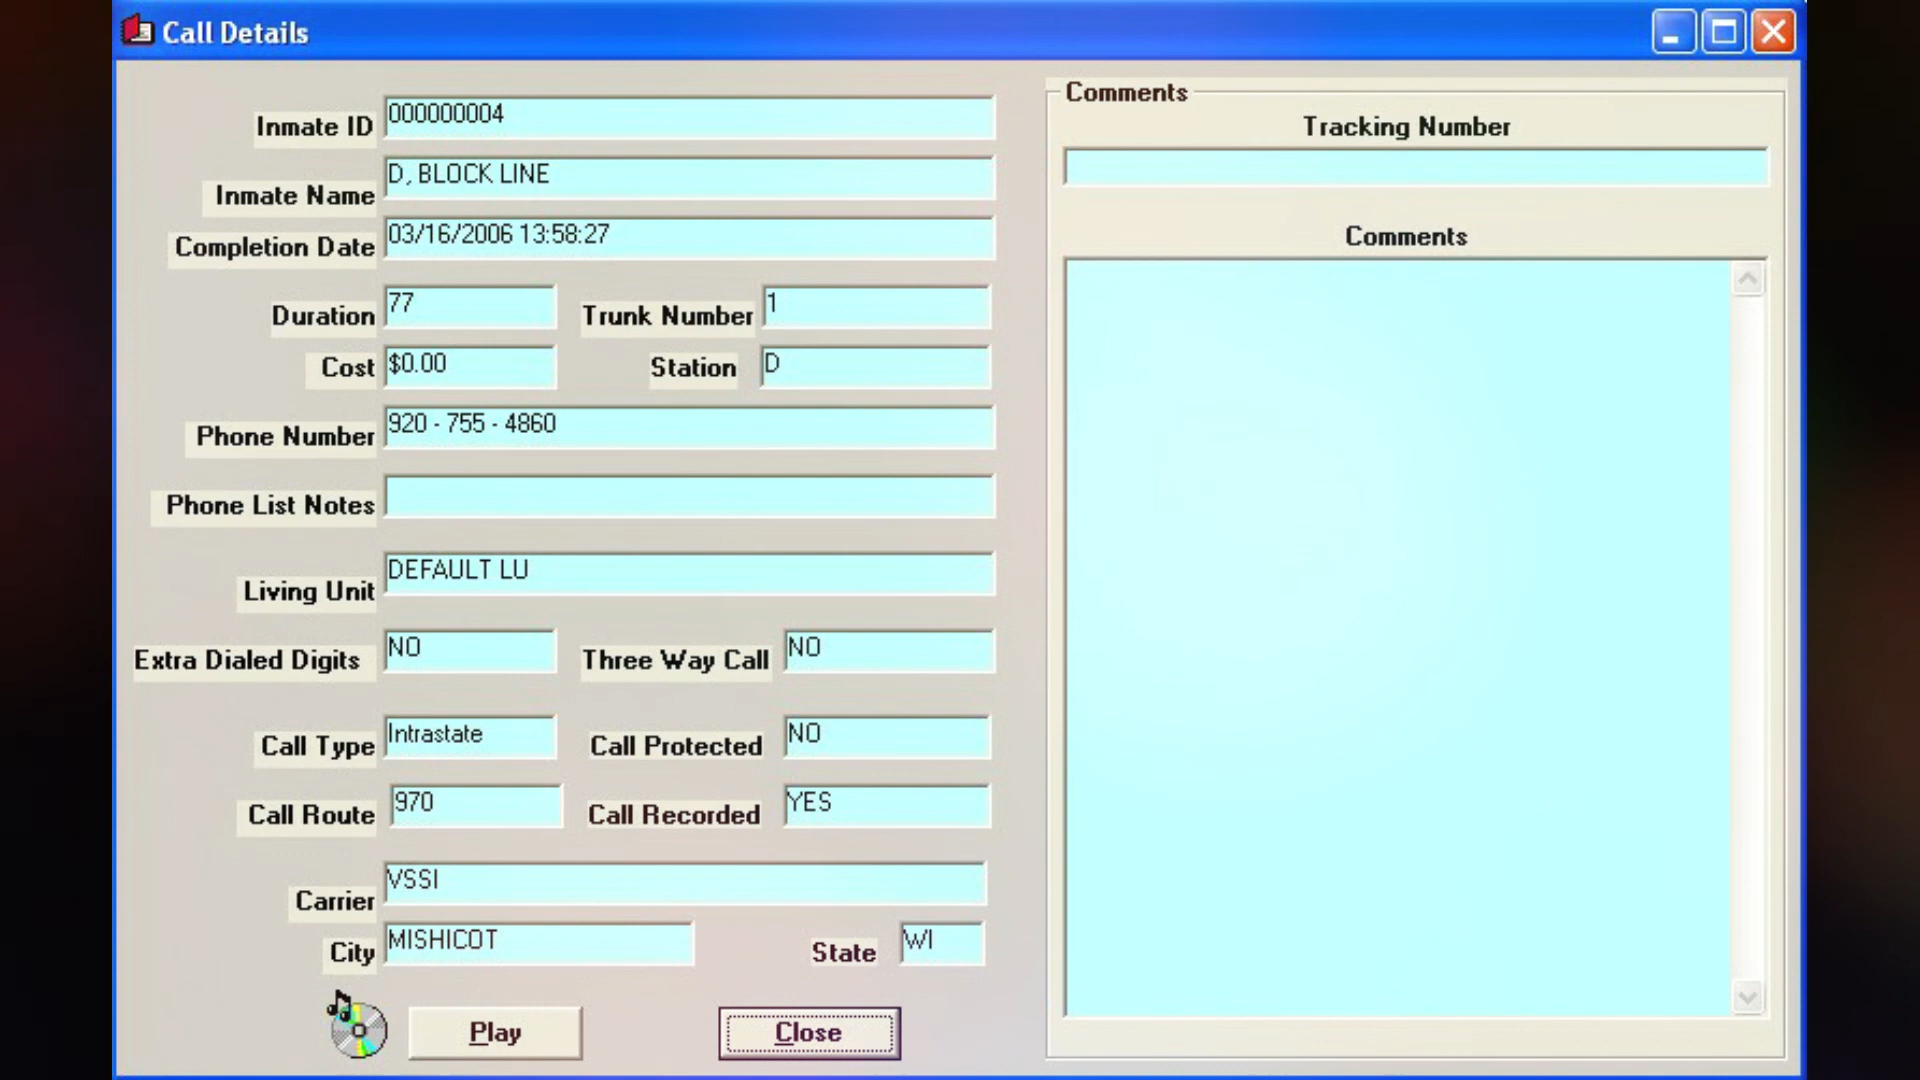 Call Details
Inmate ID 000000004
Inmate Name D, BLOCK LINE
Completion Date 03/16/2006 13:58:27
Duration 77 Trunk Number 1
Cost $0.00 Station D
Phone Number 920 - 755 - 4860
Phone List Notes
Living Unit DEFAULT LU
Extra Dialed Digits NO Three Way Call NO
Call Type Intrastate Call Protected NO
Call Route 970 Call Recorded YES
Carrier VSSI
City MISHICOT State WI
Play Close
Comments
Tracking Number
Comments